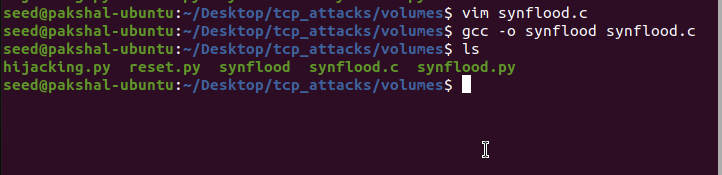 seed@pakshal-ubuntu:~/Desktop/tcp_attacks/volumes$ vim synflood.c
seed@pakshal-ubuntu:~/Desktop/tcp_attacks/volumes$ gcc -o synflood synflood.c
seed@pakshal-ubuntu:~/Desktop/tcp_attacks/volumes$ ls
hijacking.py  reset.py  synflood  synflood.c  synflood.py
seed@pakshal-ubuntu:~/Desktop/tcp_attacks/volumes$